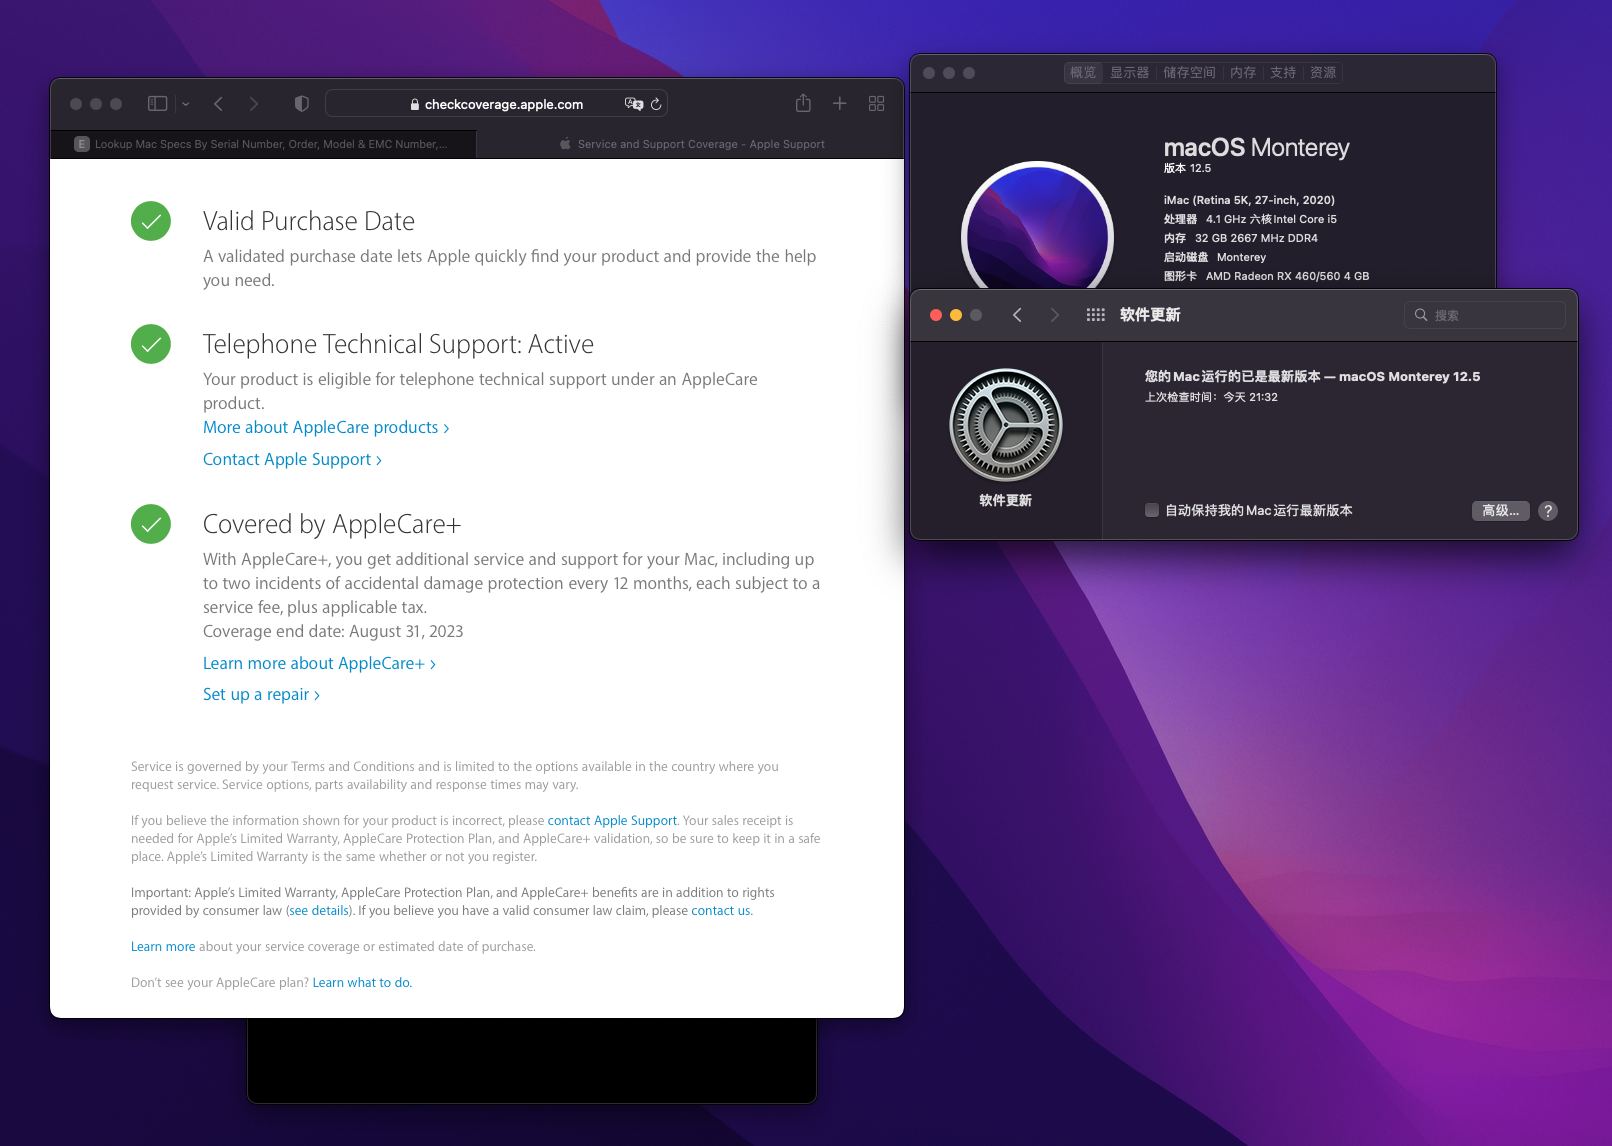 checkcoverage.apple.com
E Lookup Mac Specs By Serial Number, Order, Model & EMC Number,...
Service and Support Coverage - Apple Support
Valid Purchase Date
A validated purchase date lets Apple quickly find your product and provide the help
you need.
Telephone Technical Support: Active
Your product is eligible for telephone technical support under an AppleCare
product.
More about AppleCare products ›
Contact Apple Support ›
Covered by AppleCare+
With AppleCare+, you get additional service and support for your Mac, including up
to two incidents of accidental damage protection every 12 months, each subject to a
service fee, plus applicable tax.
Coverage end date: August 31, 2023
Learn more about AppleCare+ ›
Set up a repair ›
Service is governed by your Terms and Conditions and is limited to the options available in the country where you
request service. Service options, parts availability and response times may vary.
If you believe the information shown for your product is incorrect, please contact Apple Support. Your sales receipt is
needed for Apple's Limited Warranty, AppleCare Protection Plan, and AppleCare+ validation, so be sure to keep it in a safe
place. Apple's Limited Warranty is the same whether or not you register.
Important: Apple's Limited Warranty, AppleCare Protection Plan, and AppleCare+ benefits are in addition to rights
provided by consumer law (see details). If you believe you have a valid consumer law claim, please contact us.
Learn more about your service coverage or estimated date of purchase.
Don't see your AppleCare plan? Learn what to do.
概览 显示器 储存空间 内存 支持 资源
macOS Monterey
版本 12.5
iMac (Retina 5K, 27-inch, 2020)
处理器 4.1 GHz 六核Intel Core i5
内存 32 GB 2667 MHz DDR4
启动磁盘 Monterey
图形卡 AMD Radeon RX 460/560 4 GB
软件更新
搜索
您的Mac运行的已是最新版本 — macOS Monterey 12.5
上次检查时间：今天 21:32
软件更新
自动保持我的Mac运行最新版本
高级... ?